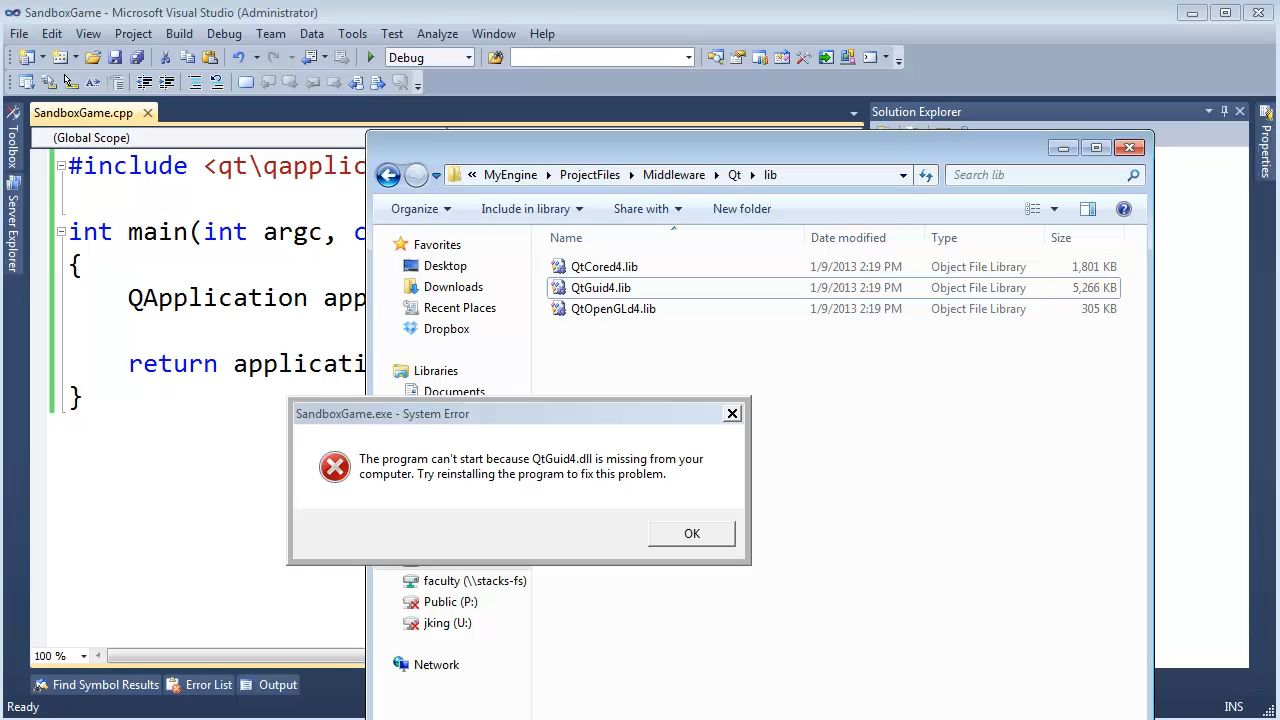 SandboxGame - Microsoft Visual Studio (Administrator)
File Edit View Project Build Debug Team Data Tools Test Analyze Window Help
Debug
SandboxGame.cpp
Solution Explorer
(Global Scope)
Toolbox
Server Explorer
Properties
#include <qt\qapplic
int main(int argc, c
{
QApplication app
return applicati
}
MyEngine ProjectFiles Middleware Qt lib
Search lib
Organize Include in library Share with New folder
Name Date modified Type Size
Favorites
Desktop
Downloads
Recent Places
Dropbox
Libraries
Documents
QtCored4.lib 1/9/2013 2:19 PM Object File Library 1,801 KB
QtGuid4.lib 1/9/2013 2:19 PM Object File Library 5,266 KB
QtOpenGLd4.lib 1/9/2013 2:19 PM Object File Library 305 KB
SandboxGame.exe - System Error
The program can't start because QtGuid4.dll is missing from your
computer. Try reinstalling the program to fix this problem.
OK
faculty (\\stacks-fs)
Public (P:)
jking (U:)
Network
100 %
Find Symbol Results Error List Output
Ready
INS